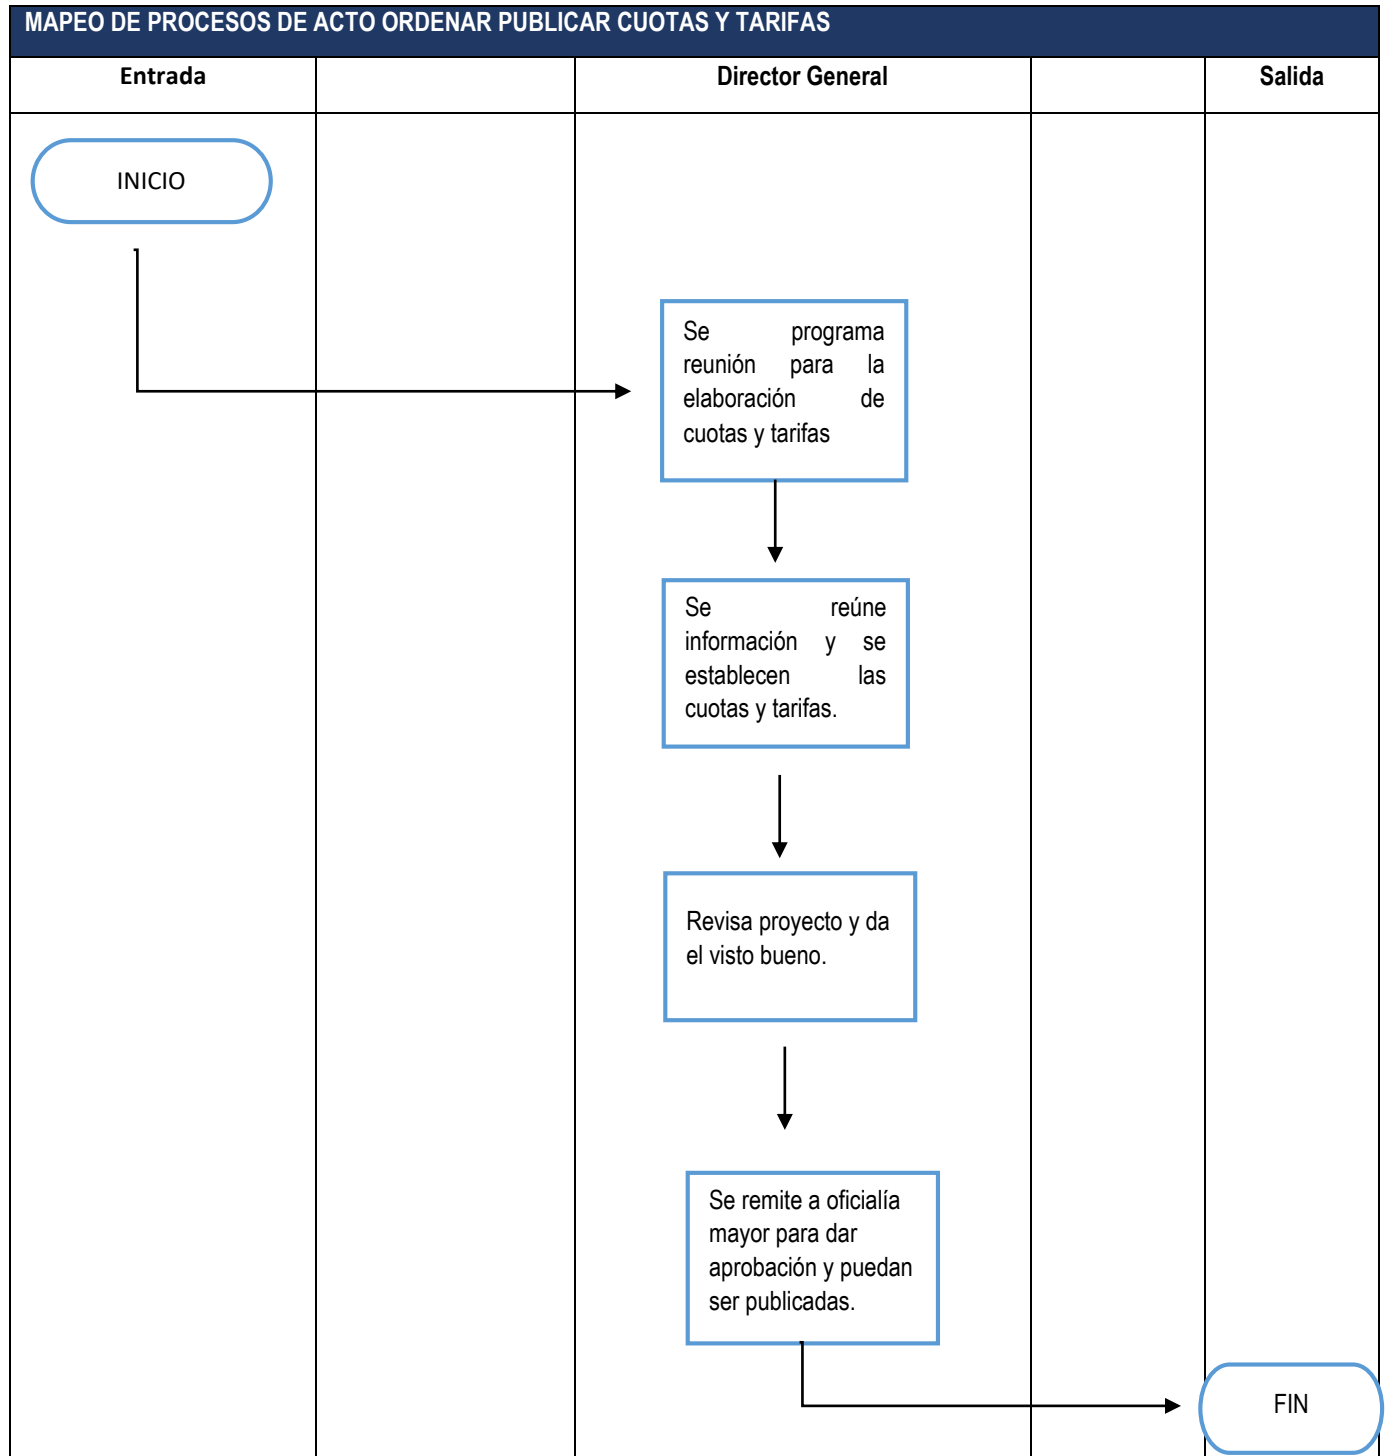 MAPEO DE PROCESOS DE ACTO ORDENAR PUBLICAR CUOTAS Y TARIFAS
Entrada
Director General
Salida
INICIO
Se programa
reunión para la
elaboración de
cuotas y tarifas
Se reúne
información y se
establecen las
cuotas y tarifas.
Revisa proyecto y da
el visto bueno.
Se remite a oficialía
mayor para dar
aprobación y puedan
ser publicadas.
FIN